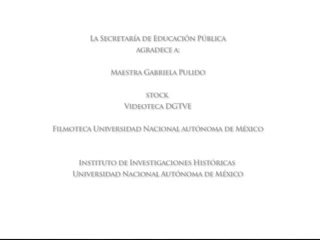 La Secretaría de Educación Pública
agradece a:
Maestra Gabriela Pulido
stock
Videoteca DGTVE
Filmoteca Universidad Nacional autónoma de México
Instituto de Investigaciones Históricas
Universidad Nacional Autónoma de México